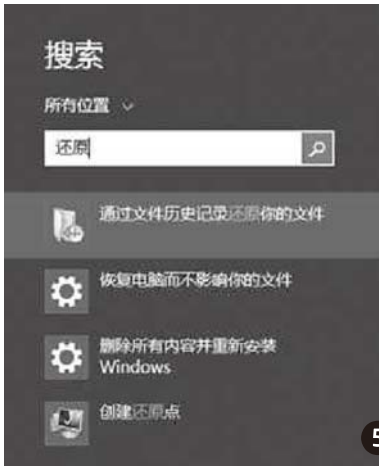 搜索
所有位置
还原
通过文件历史记录还原你的文件
恢复电脑而不影响你的文件
删除所有内容并重新安装
Windows
创建还原点
5